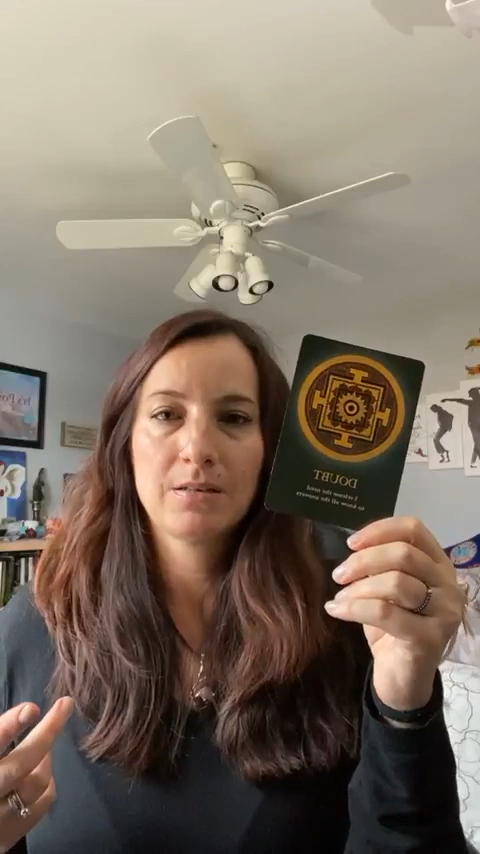 DOUBT
I release the need
to know all the answers